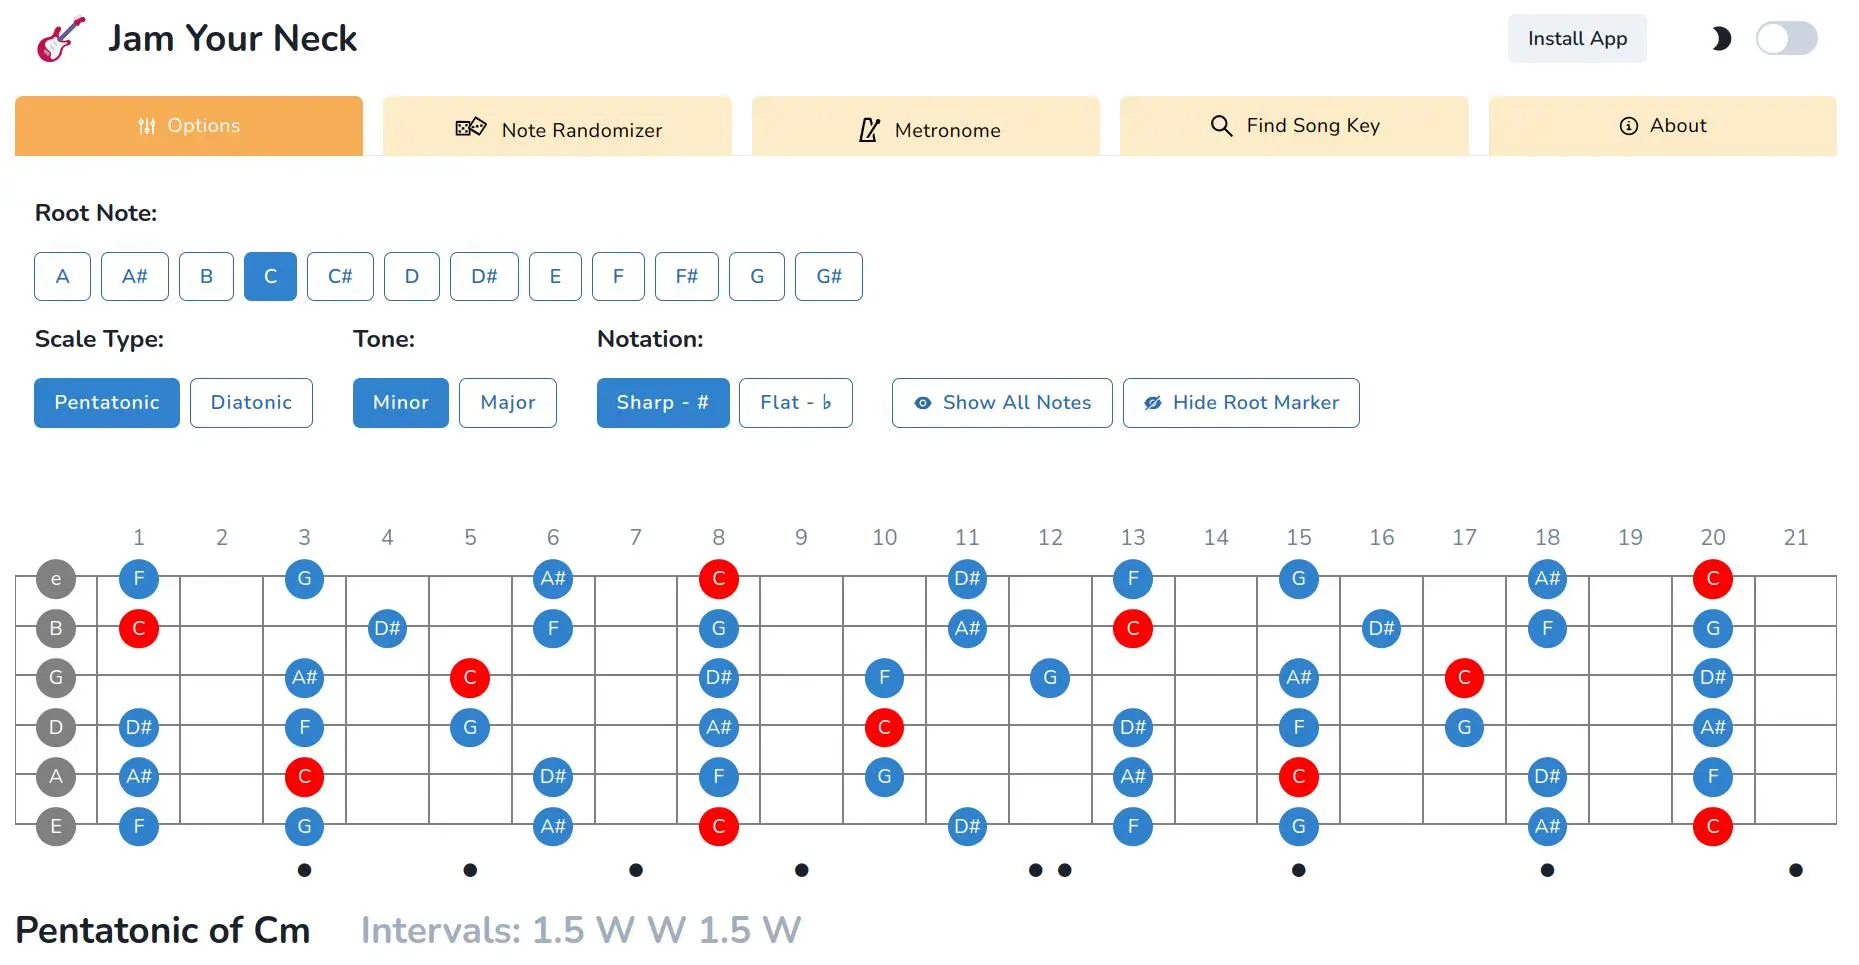 Jam Your Neck Install App
Options Note Randomizer Metronome Find Song Key About
Root Note:
A A# B C C# D D# E F F# G G#
Scale Type: Tone: Notation:
Pentatonic Diatonic Minor Major Sharp - # Flat - ♭ Show All Notes Hide Root Marker
1 2 3 4 5 6 7 8 9 10 11 12 13 14 15 16 17 18 19 20 21
e F G A# C D# F G A# C
B C D# F G A# C D# F G
G A# C D# F G A# C D#
D D# F G A# C D# F G A#
A A# C D# F G A# C D# F
E F G A# C D# F G A# C
Pentatonic of Cm Intervals: 1.5 W W 1.5 W